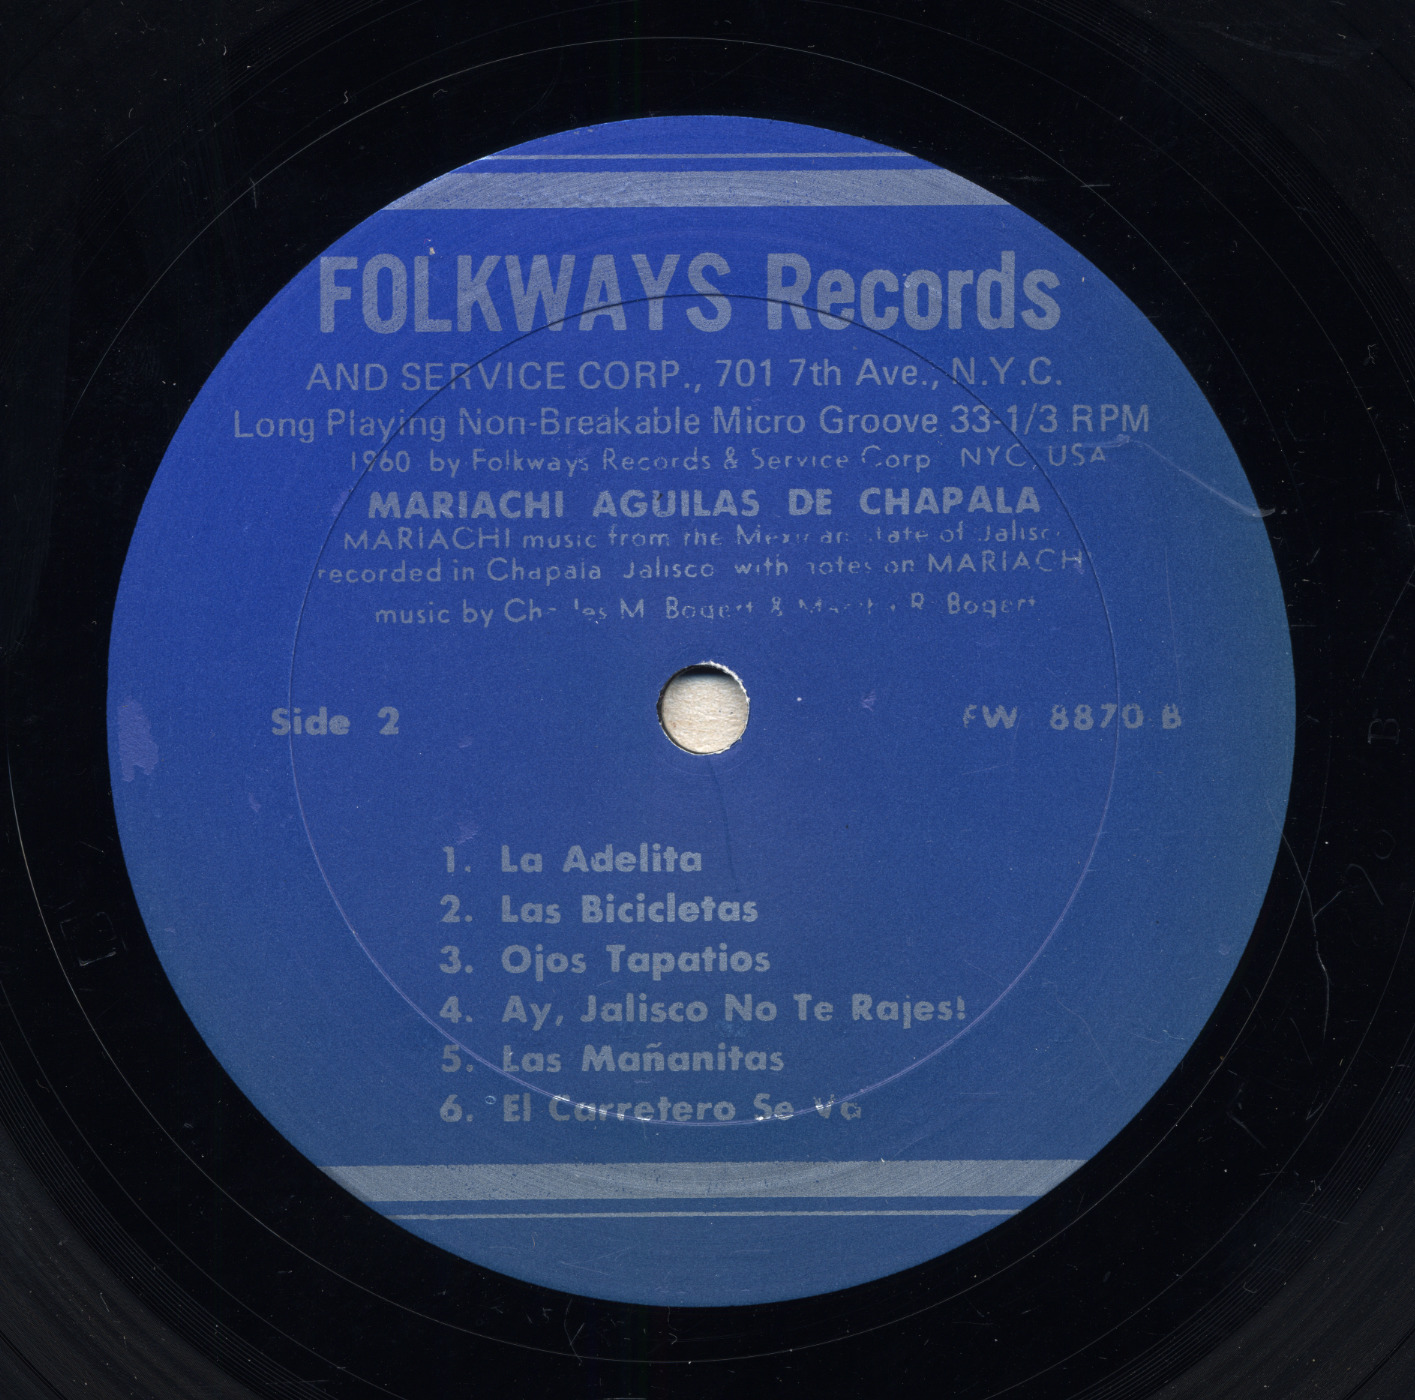 FOLKWAYS Records
AND SERVICE CORP., 701 7th Ave., N.Y.C.
Long Playing Non-Breakable Micro Groove 33-1/3 RPM
1960 by Folkways Records & Service Corp NYC, USA
MARIACHI AGUILAS DE CHAPALA
MARIACHI music from the Mexican state of Jalisco
recorded in Chapala Jalisco with notes on MARIACHI
music by Charles M Bogert & Martha R Bogert
Side 2
FW 8870 B
1. La Adelita
2. Las Bicicletas
3. Ojos Tapatios
4. Ay, Jalisco No Te Rajes!
5. Las Mañanitas
6. El Carretero Se Va